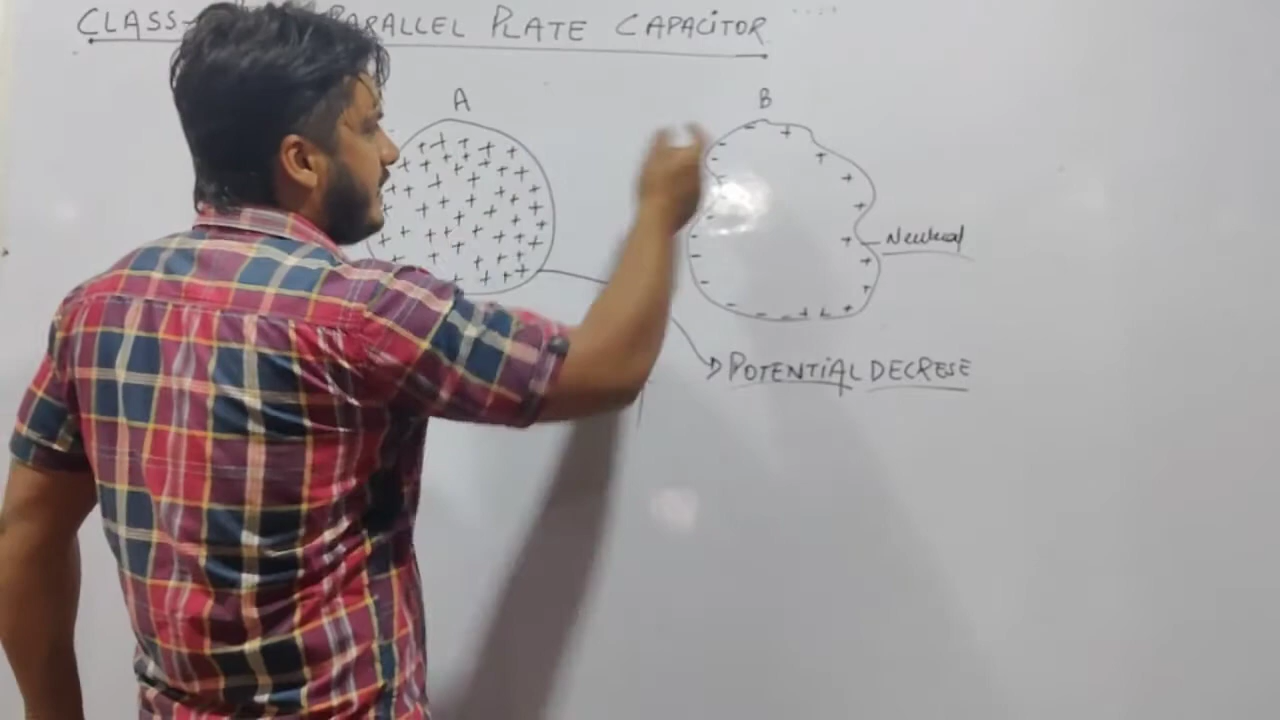 CLASS- PARALLEL PLATE CAPACITOR
A
B
Neutral
POTENTIAL DECRESE